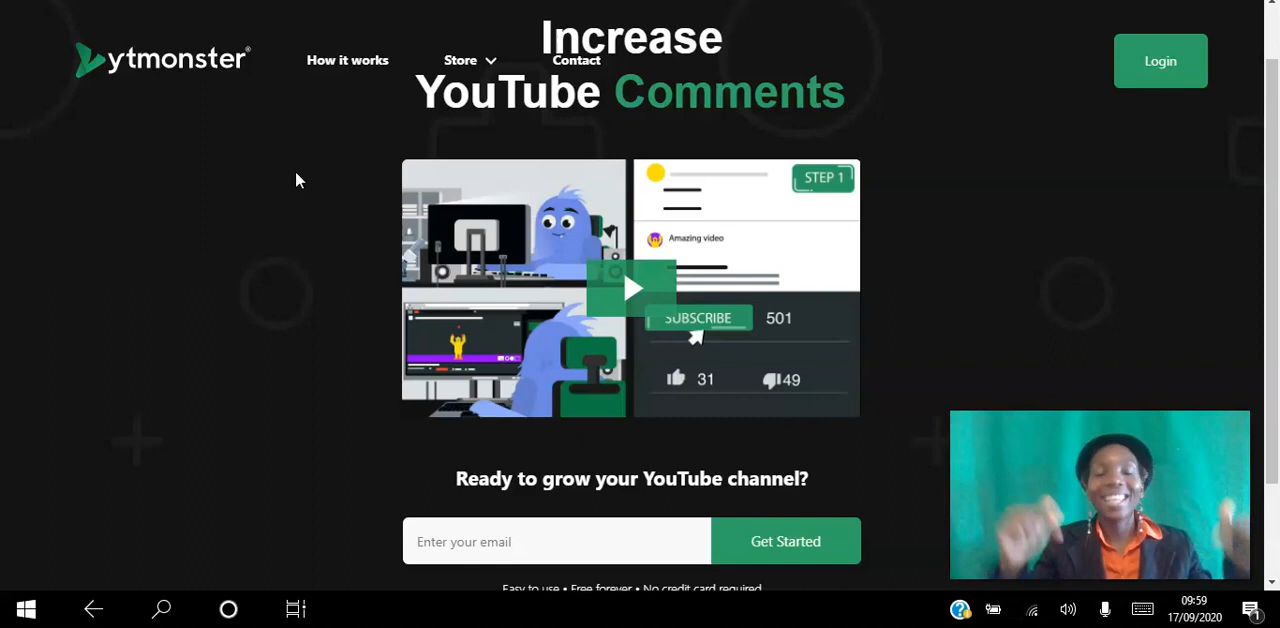 Increase
ytmonster®
How it works
Store
Contact
Login
YouTube Comments
STEP 1
Amazing video
SUBSCRIBE
501
31
49
Ready to grow your YouTube channel?
Enter your email
Get Started
Easy to use • Free forever • No credit card required
09:59
17/09/2020
1